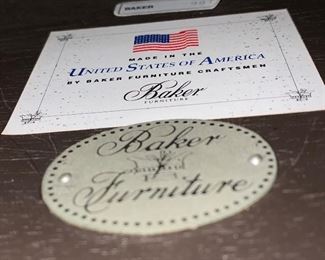 BAKER
MADE IN THE
UNITED STATES OF AMERICA
BY BAKER FURNITURE CRAFTSMEN
Baker
FURNITURE
Baker
Furniture